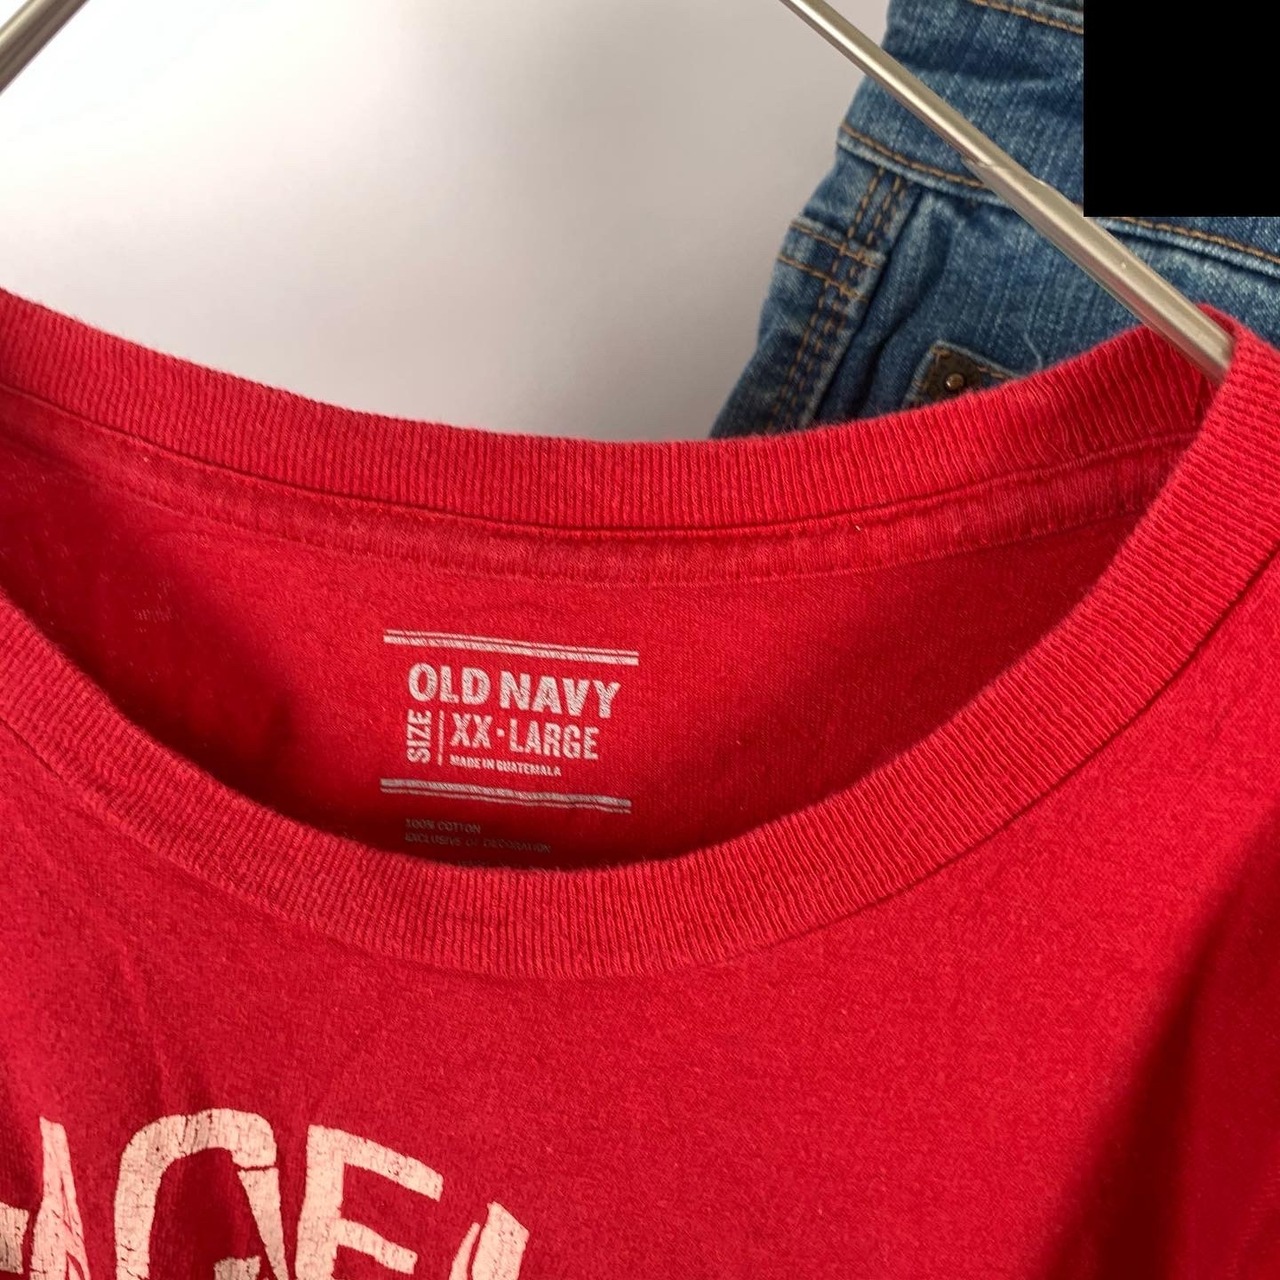 OLD NAVY
SIZE
XX·LARGE
MADE IN GUATEMALA
100% COTTON
EXCLUSIVE OF DECORATION